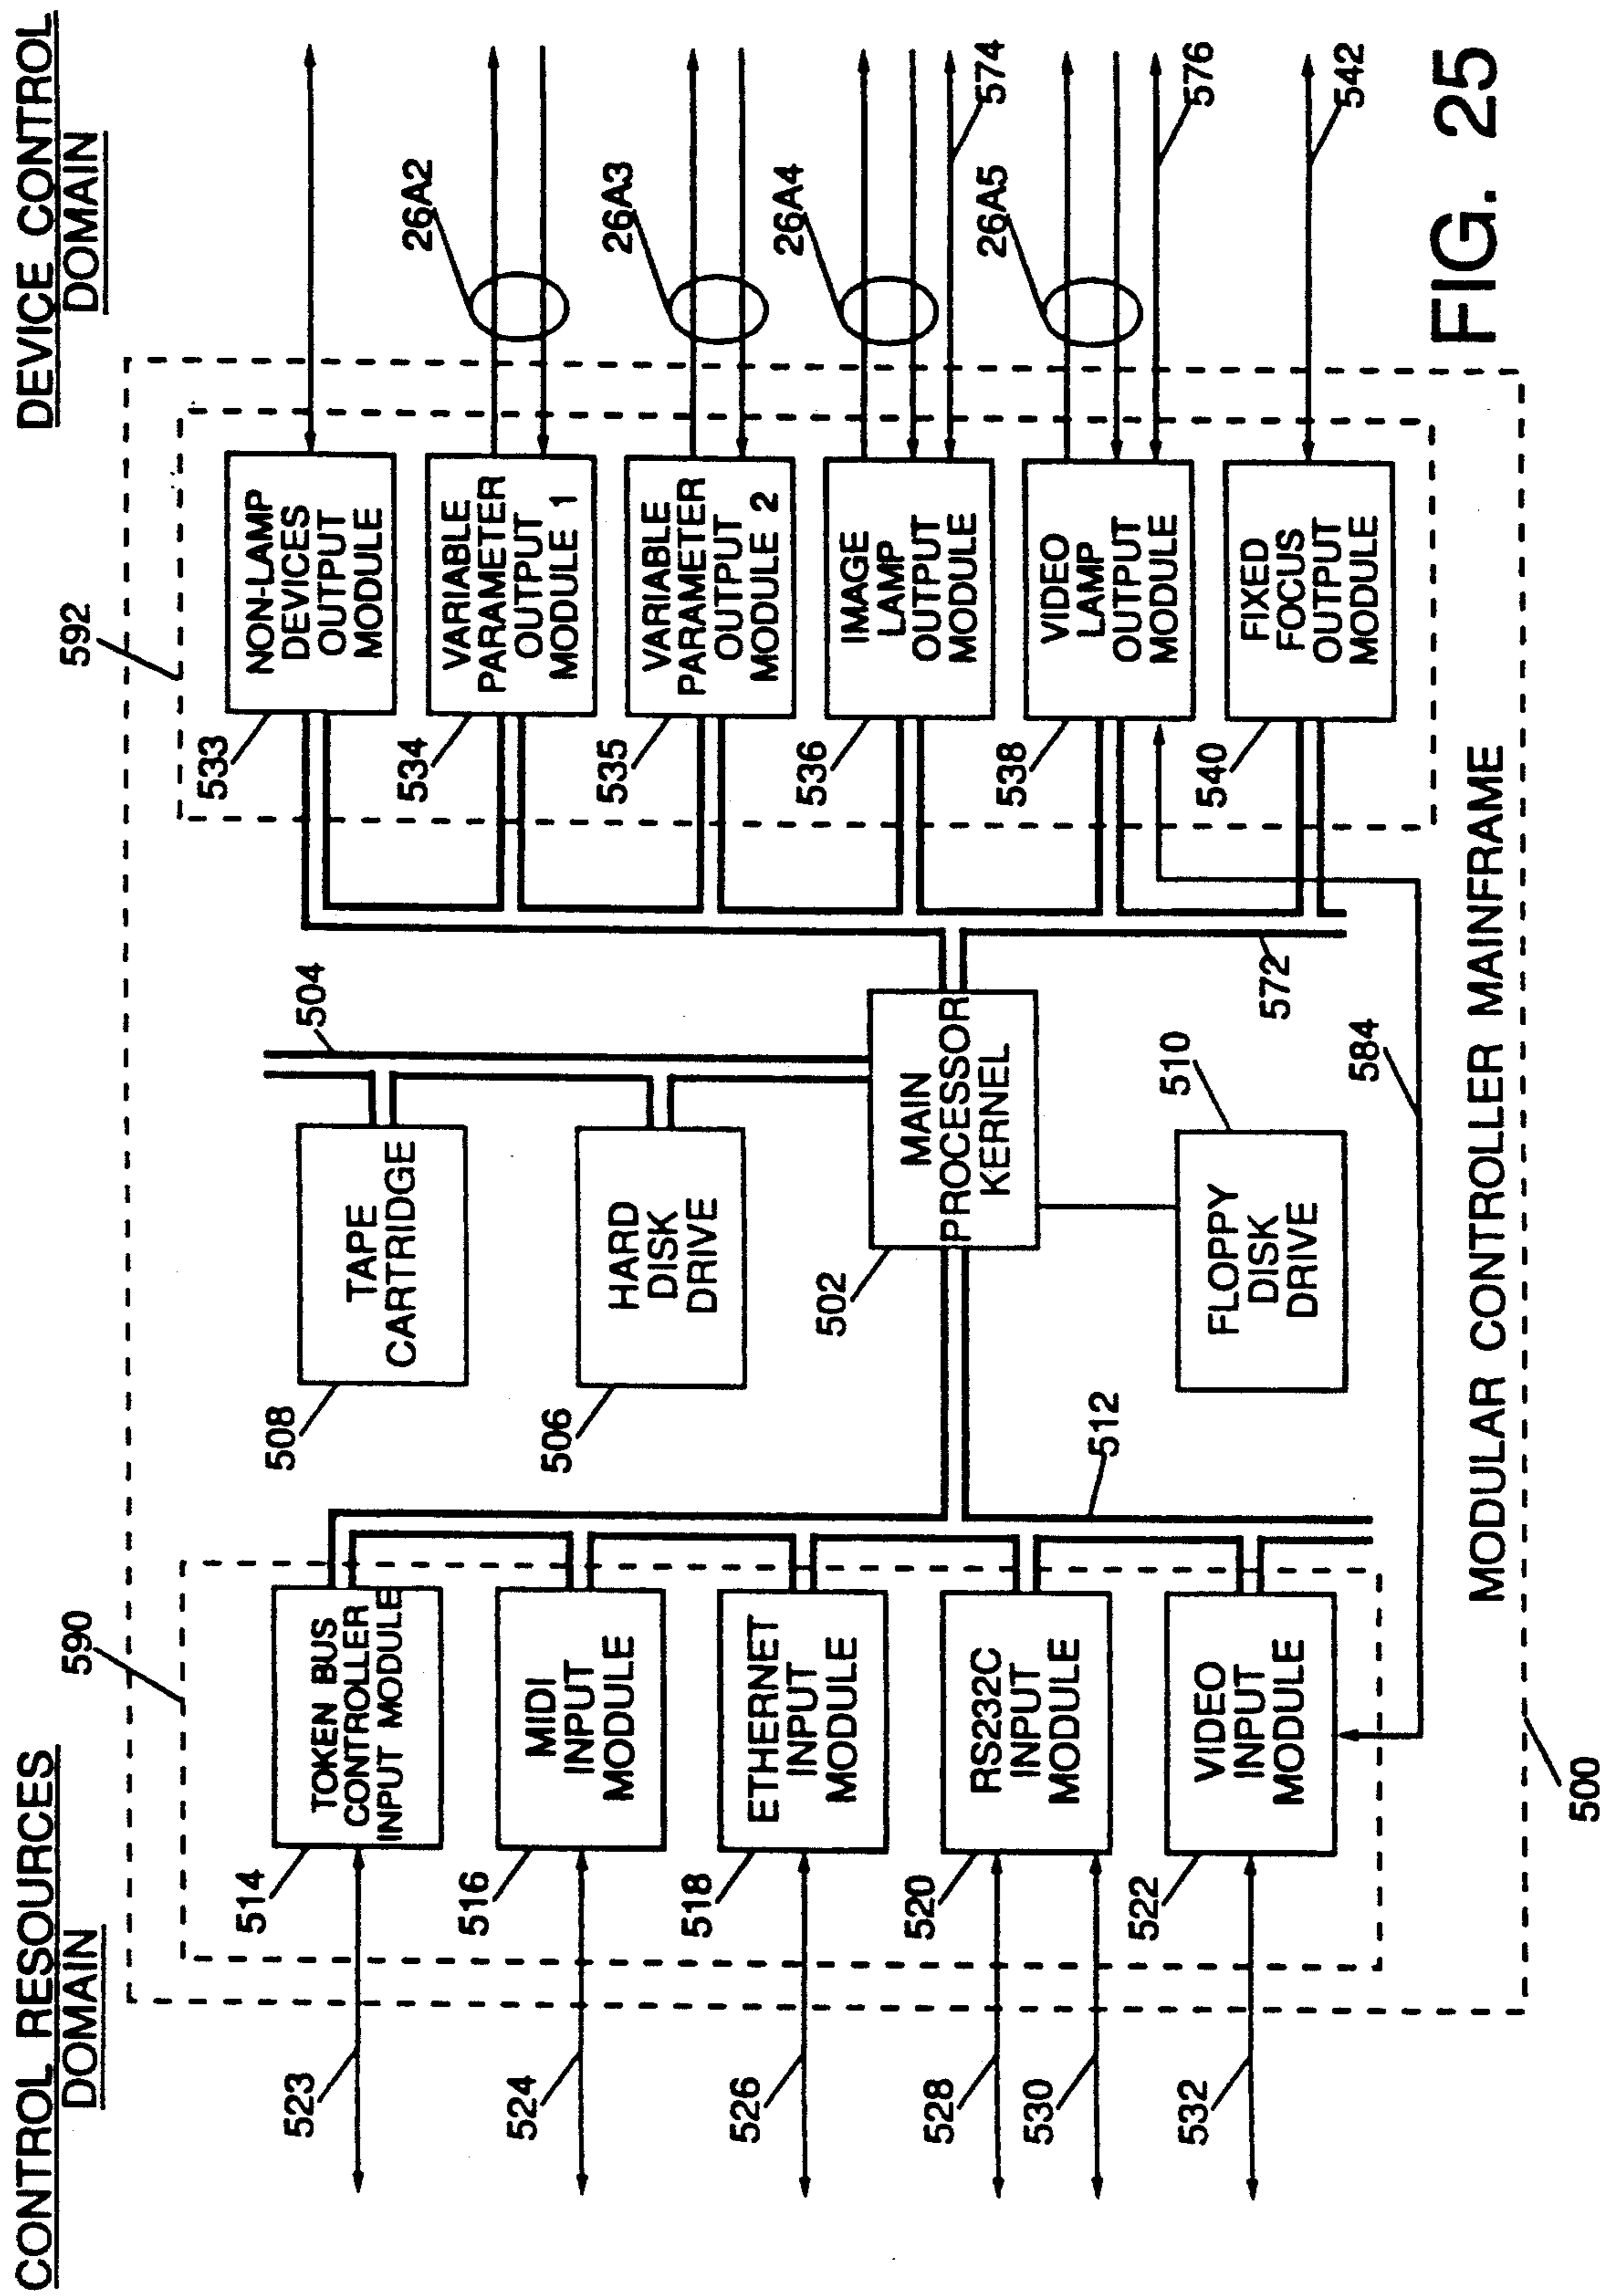 CONTROL RESOURCES
DOMAIN
DEVICE CONTROL
DOMAIN
590
592
523
514
TOKEN BUS
CONTROLLER
INPUT MODULE
524
516
MIDI
INPUT
MODULE
526
518
ETHERNET
INPUT
MODULE
528
530
520
RS232C
INPUT
MODULE
532
522
VIDEO
INPUT
MODULE
512
508
TAPE
CARTRIDGE
504
506
HARD
DISK
DRIVE
502
MAIN
PROCESSOR
KERNEL
510
FLOPPY
DISK
DRIVE
572
584
533
NON-LAMP
DEVICES
OUTPUT
MODULE
534
VARIABLE
PARAMETER
OUTPUT
MODULE 1
26A2
535
VARIABLE
PARAMETER
OUTPUT
MODULE 2
26A3
536
IMAGE
LAMP
OUTPUT
MODULE
26A4
574
538
VIDEO
LAMP
OUTPUT
MODULE
26A5
576
540
FIXED
FOCUS
OUTPUT
MODULE
542
MODULAR CONTROLLER MAINFRAME
500
FIG. 25